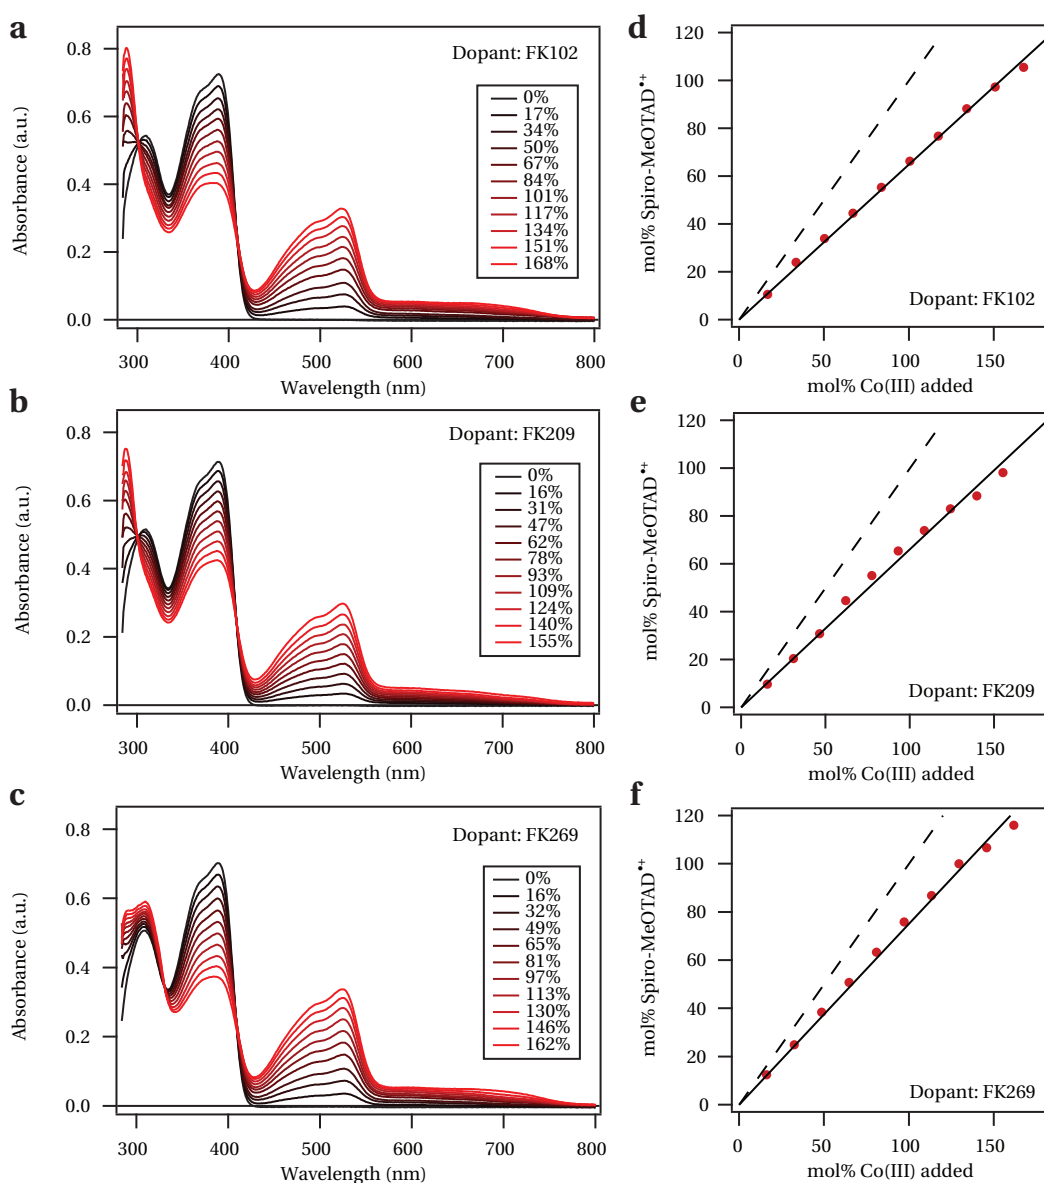 a
Dopant: FK102
0%
17%
34%
50%
67%
84%
101%
117%
134%
151%
168%
Absorbance (a.u.)
0.8
0.6
0.4
0.2
0.0
300 400 500 600 700 800
Wavelength (nm)
d
120
100
80
60
40
20
0
mol% Spiro-MeOTAD•+
Dopant: FK102
0 50 100 150
mol% Co(III) added
b
Dopant: FK209
0%
16%
31%
47%
62%
78%
93%
109%
124%
140%
155%
Absorbance (a.u.)
0.8
0.6
0.4
0.2
0.0
300 400 500 600 700 800
Wavelength (nm)
e
120
100
80
60
40
20
0
mol% Spiro-MeOTAD•+
Dopant: FK209
0 50 100 150
mol% Co(III) added
c
Dopant: FK269
0%
16%
32%
49%
65%
81%
97%
113%
130%
146%
162%
Absorbance (a.u.)
0.8
0.6
0.4
0.2
0.0
300 400 500 600 700 800
Wavelength (nm)
f
120
100
80
60
40
20
0
mol% Spiro-MeOTAD•+
Dopant: FK269
0 50 100 150
mol% Co(III) added